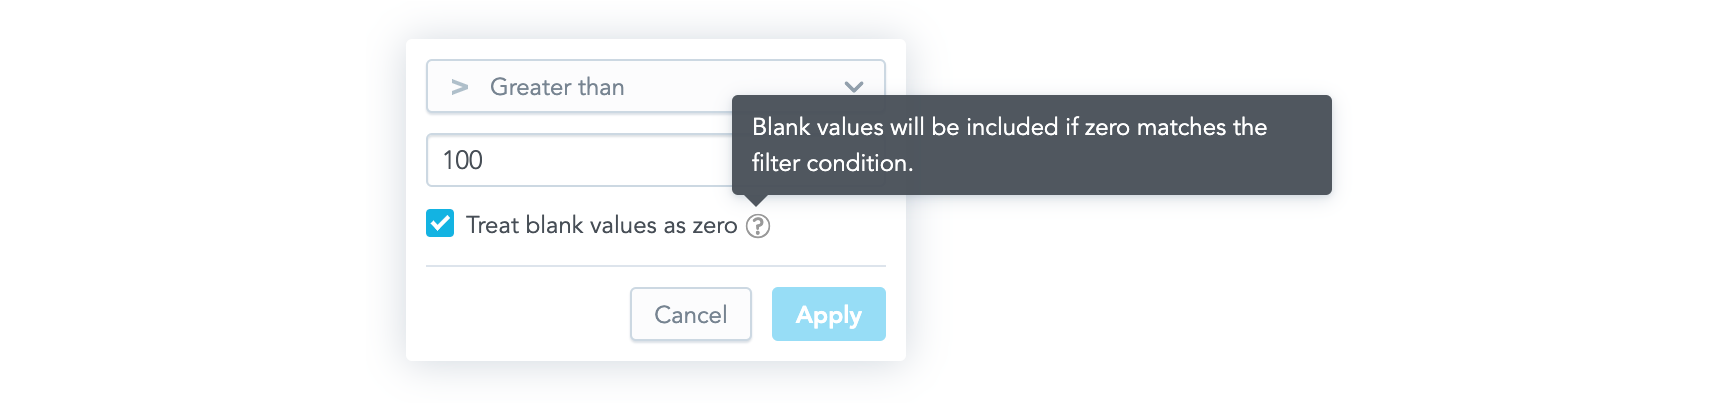 > Greater than
Blank values will be included if zero matches the
filter condition.
100
Treat blank values as zero ?
Cancel
Apply